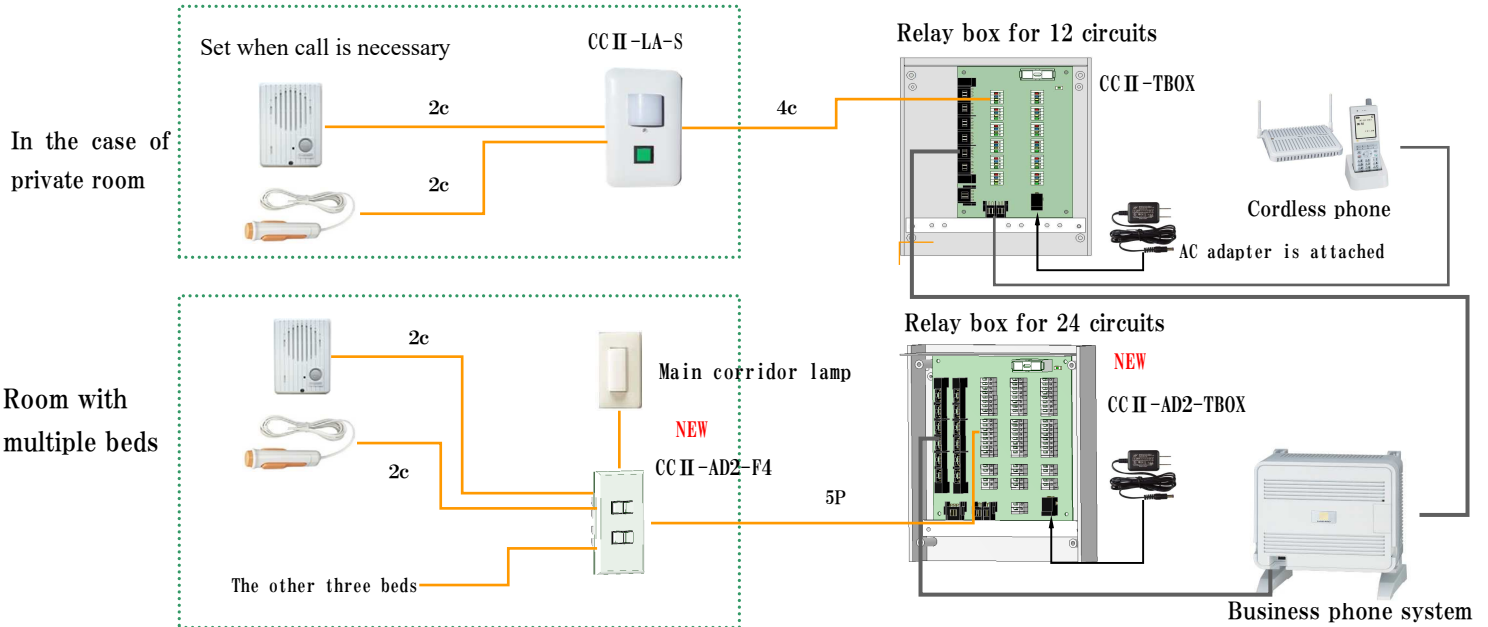 Set when call is necessary
CCⅡ-LA-S
Relay box for 12 circuits
CCⅡ-TBOX
2c
4c
In the case of
private room
2c
Cordless phone
AC adapter is attached
Relay box for 24 circuits
NEW
2c
Main corridor lamp
CCⅡ-AD2-TBOX
Room with
multiple beds
NEW
CCⅡ-AD2-F4
2c
5P
The other three beds
Business phone system